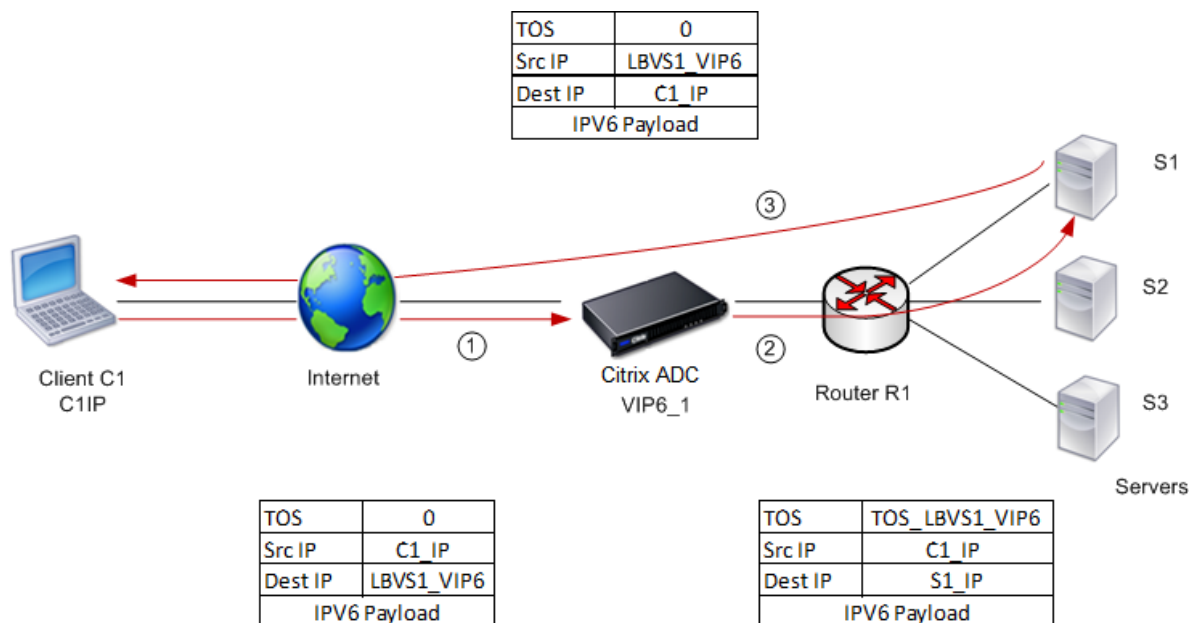 TOS 0
Src IP LBVS1_VIP6
Dest IP C1_IP
IPV6 Payload
S1
③
S2
①
②
Client C1
C1IP
Internet
Citrix ADC
VIP6_1
Router R1
S3
Servers
TOS 0
Src IP C1_IP
Dest IP LBVS1_VIP6
IPV6 Payload
TOS TOS_LBVS1_VIP6
Src IP C1_IP
Dest IP S1_IP
IPV6 Payload